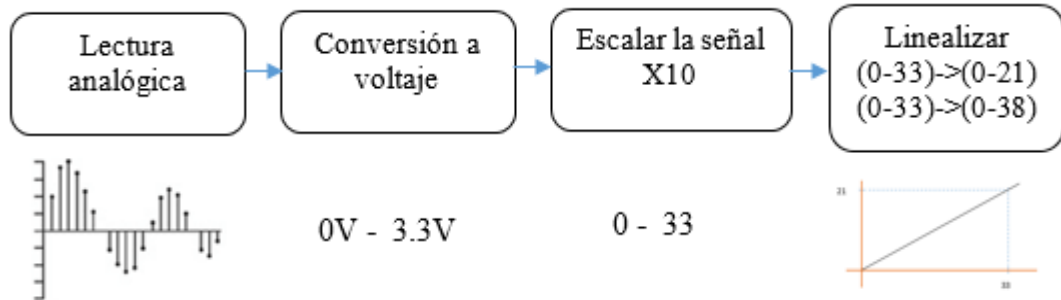 Lectura
analógica
Conversión a
voltaje
Escalar la señal
X10
Linealizar
(0-33)->(0-21)
(0-33)->(0-38)
0V - 3.3V
0 - 33
21
33